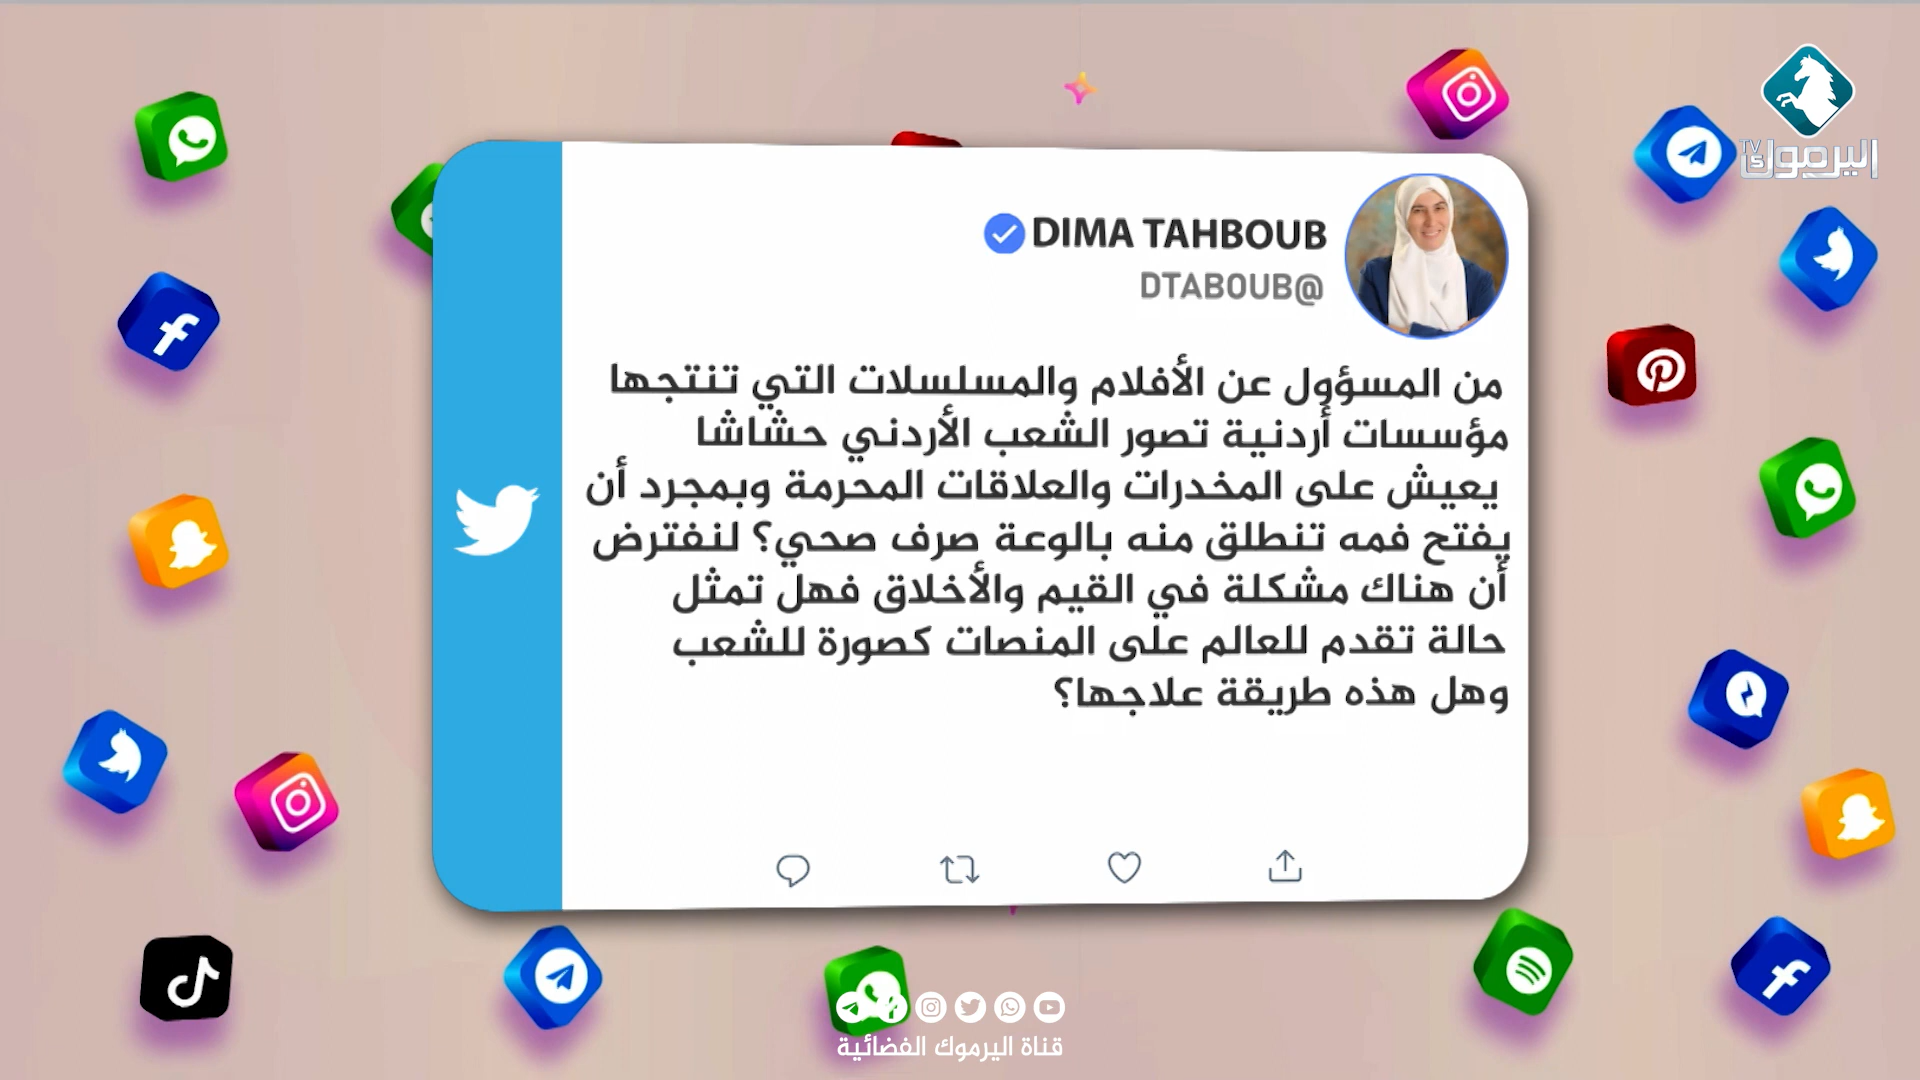 اليرموك
TV
DIMA TAHBOUB
DTABOUB@
من المسؤول عن الأفلام والمسلسلات التي تنتجها
مؤسسات أردنية تصور الشعب الأردني حشاشا
يعيش على المخدرات والعلاقات المحرمة وبمجرد أن
يفتح فمه تنطلق منه بالوعة صرف صحي؟ لنفترض
أن هناك مشكلة في القيم والأخلاق فهل تمثل
حالة تقدم للعالم على المنصات كصورة للشعب
وهل هذه طريقة علاجها؟
قناة اليرموك الفضائية